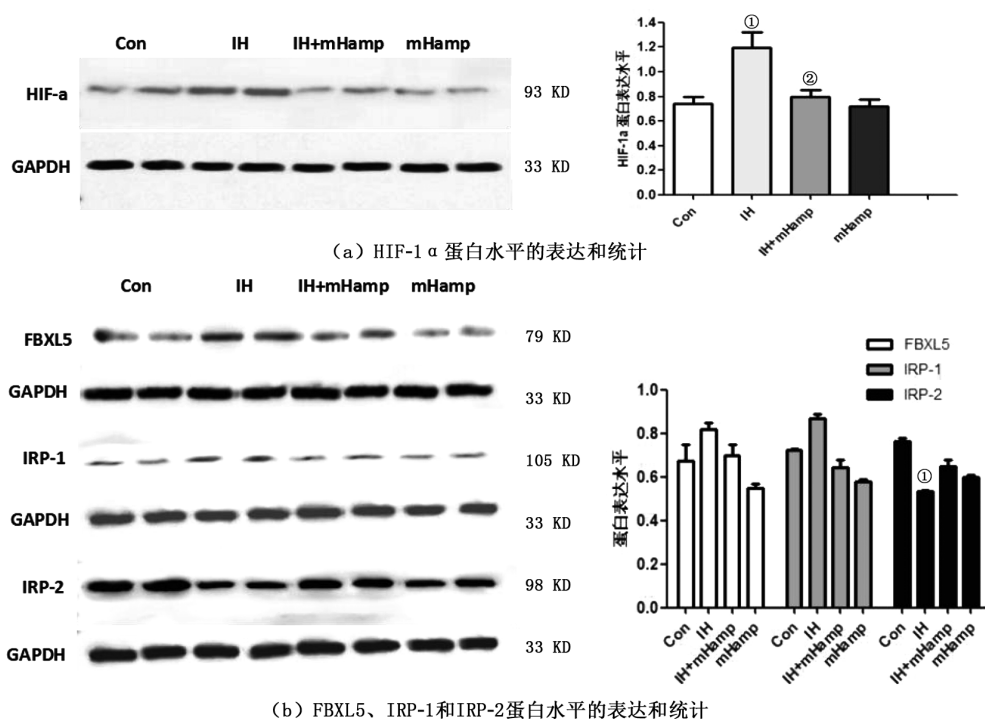 Con IH IH+mHamp mHamp
HIF-a 93 KD
GAPDH 33 KD
HIF-1a 蛋白表达水平
1.4
1.2
1.0
0.8
0.6
0.4
0.2
0.0
①
②
Con IH IH+mHamp mHamp
（a）HIF-1α蛋白水平的表达和统计
Con IH IH+mHamp mHamp
FBXL5 79 KD
GAPDH 33 KD
IRP-1 105 KD
GAPDH 33 KD
IRP-2 98 KD
GAPDH 33 KD
FBXL5
IRP-1
IRP-2
蛋白表达水平
1.0
0.8
0.6
0.4
0.2
0.0
①
Con IH IH+mHamp mHamp Con IH IH+mHamp mHamp Con IH IH+mHamp mHamp
（b）FBXL5、IRP-1和IRP-2蛋白水平的表达和统计